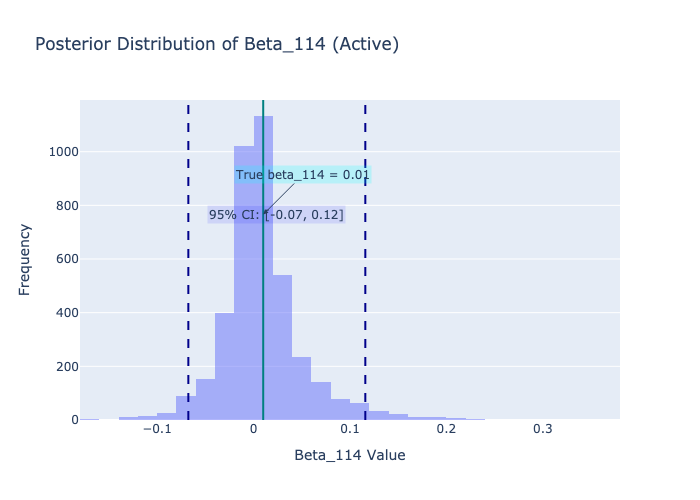 Posterior Distribution of Beta_114 (Active)
1000
800
600
400
200
0
Frequency
True beta_114 = 0.01
95% CI: [-0.07, 0.12]
−0.1
0
0.1
0.2
0.3
Beta_114 Value